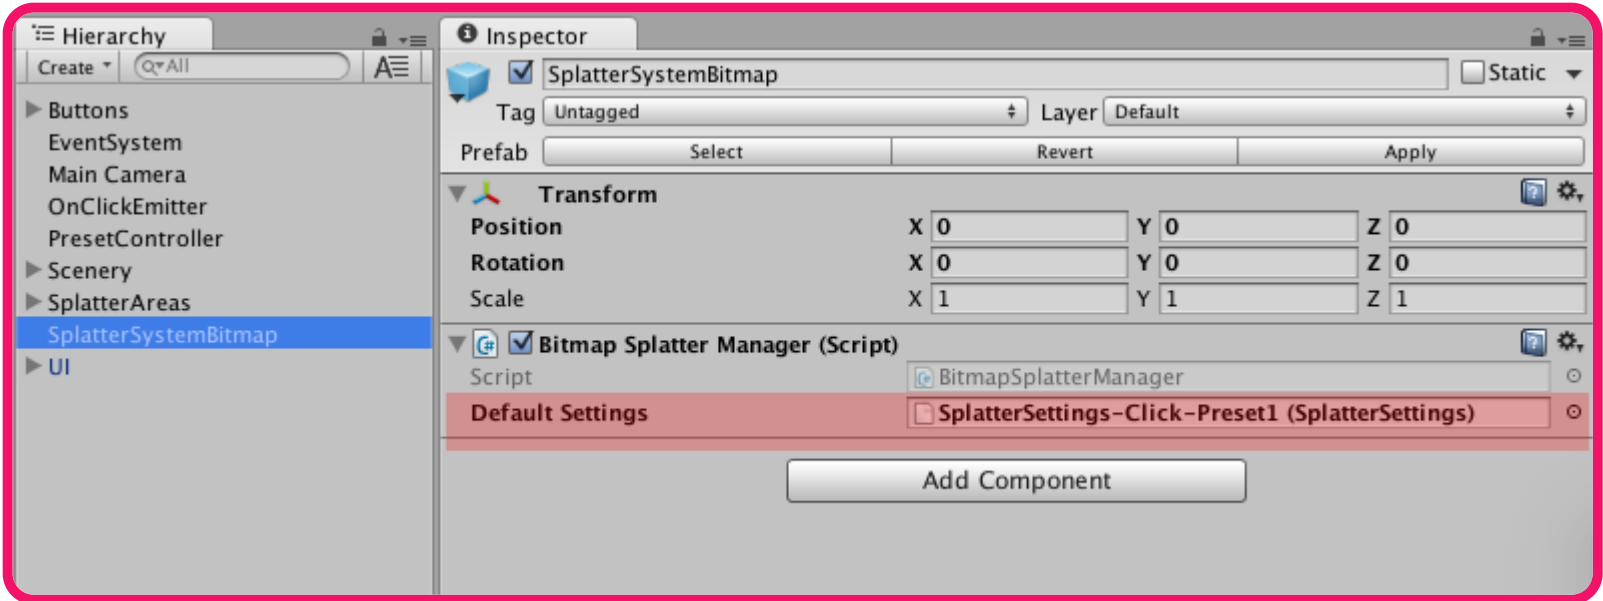 Hierarchy
Create All
Buttons
EventSystem
Main Camera
OnClickEmitter
PresetController
Scenery
SplatterAreas
SplatterSystemBitmap
UI
Inspector
SplatterSystemBitmap Static
Tag Untagged Layer Default
Prefab Select Revert Apply
Transform
Position X 0 Y 0 Z 0
Rotation X 0 Y 0 Z 0
Scale X 1 Y 1 Z 1
Bitmap Splatter Manager (Script)
Script BitmapSplatterManager
Default Settings SplatterSettings-Click-Preset1 (SplatterSettings)
Add Component